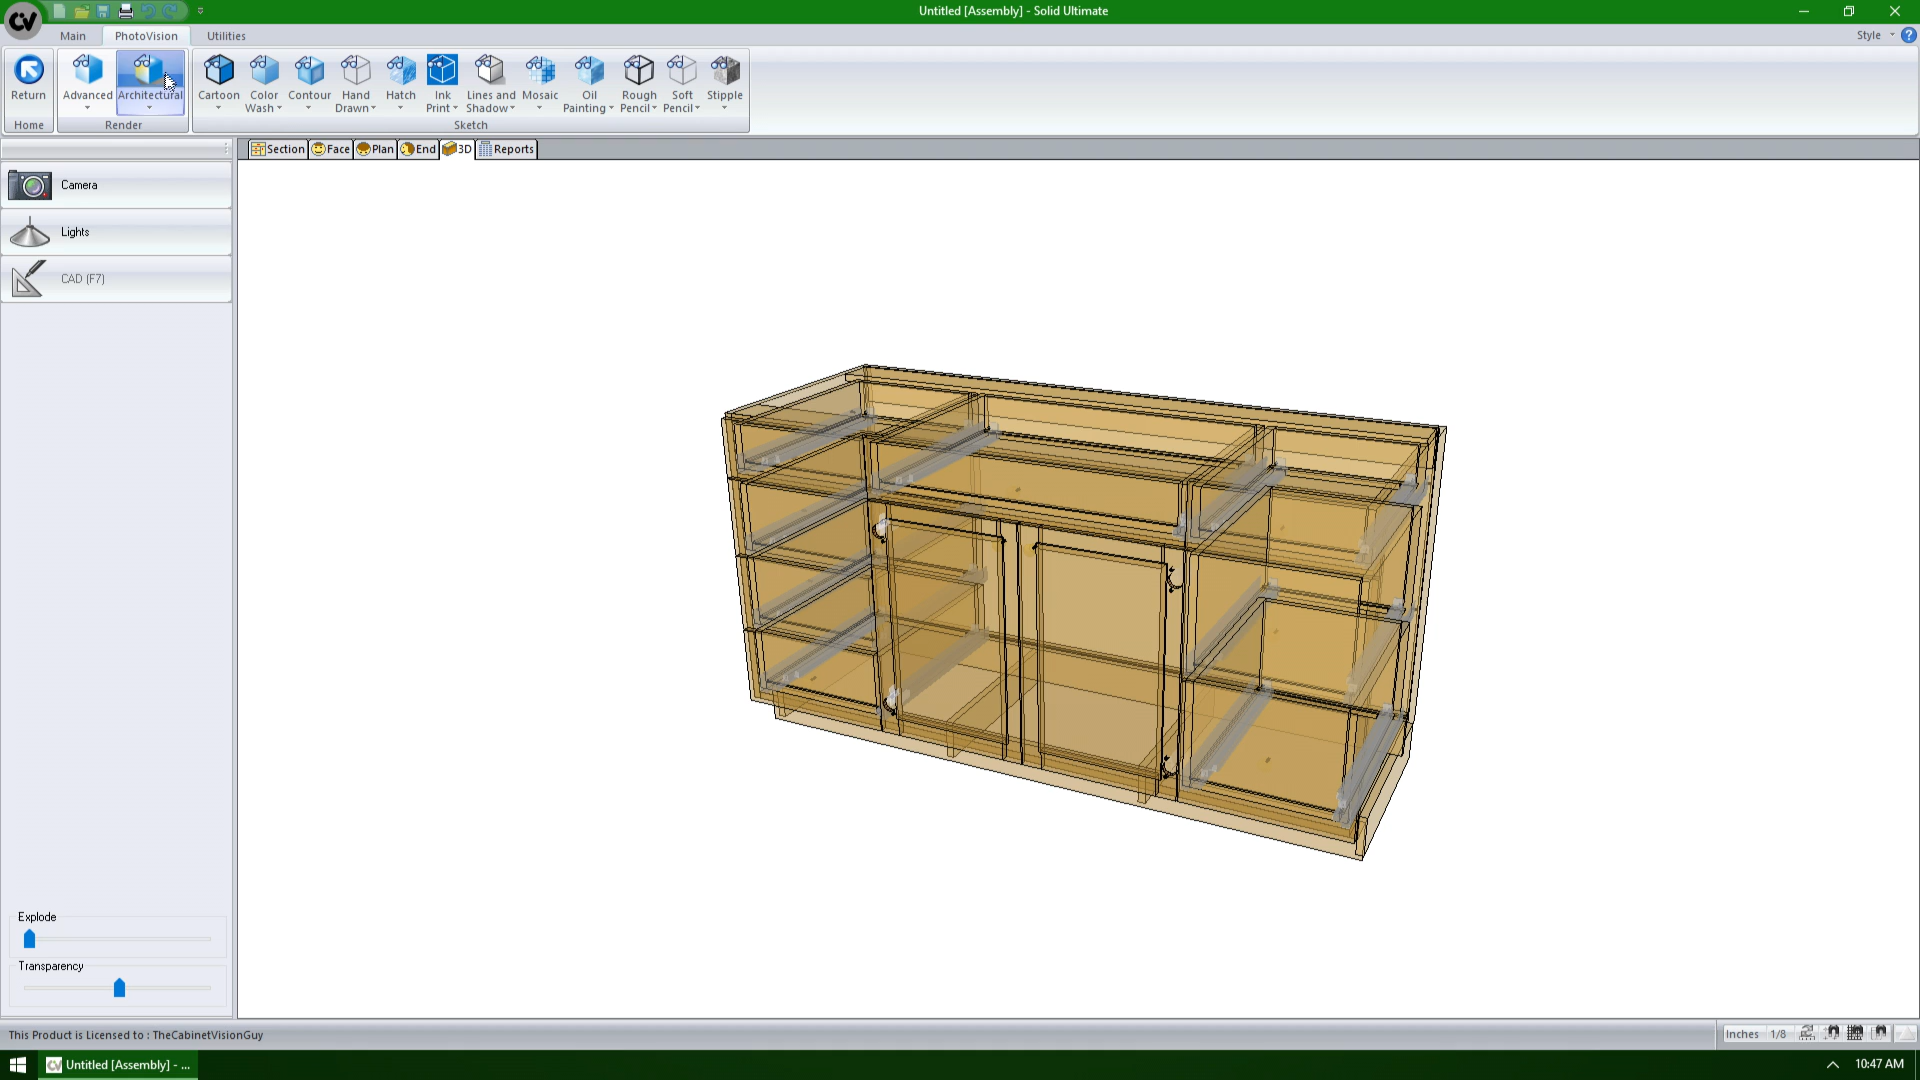 CV
Untitled [Assembly] - Solid Ultimate
Main PhotoVision Utilities
Style
Return Advanced Architectural Cartoon Color Wash Contour Hand Drawn Hatch Ink Print Lines and Shadow Mosaic Oil Painting Rough Pencil Soft Pencil Stipple
Home Render Sketch
Section Face Plan End 3D Reports
Camera
Lights
CAD (F7)
Explode
Transparency
This Product is Licensed to : TheCabinetVisionGuy
Inches 1/8
Untitled [Assembly] - ...
10:47 AM